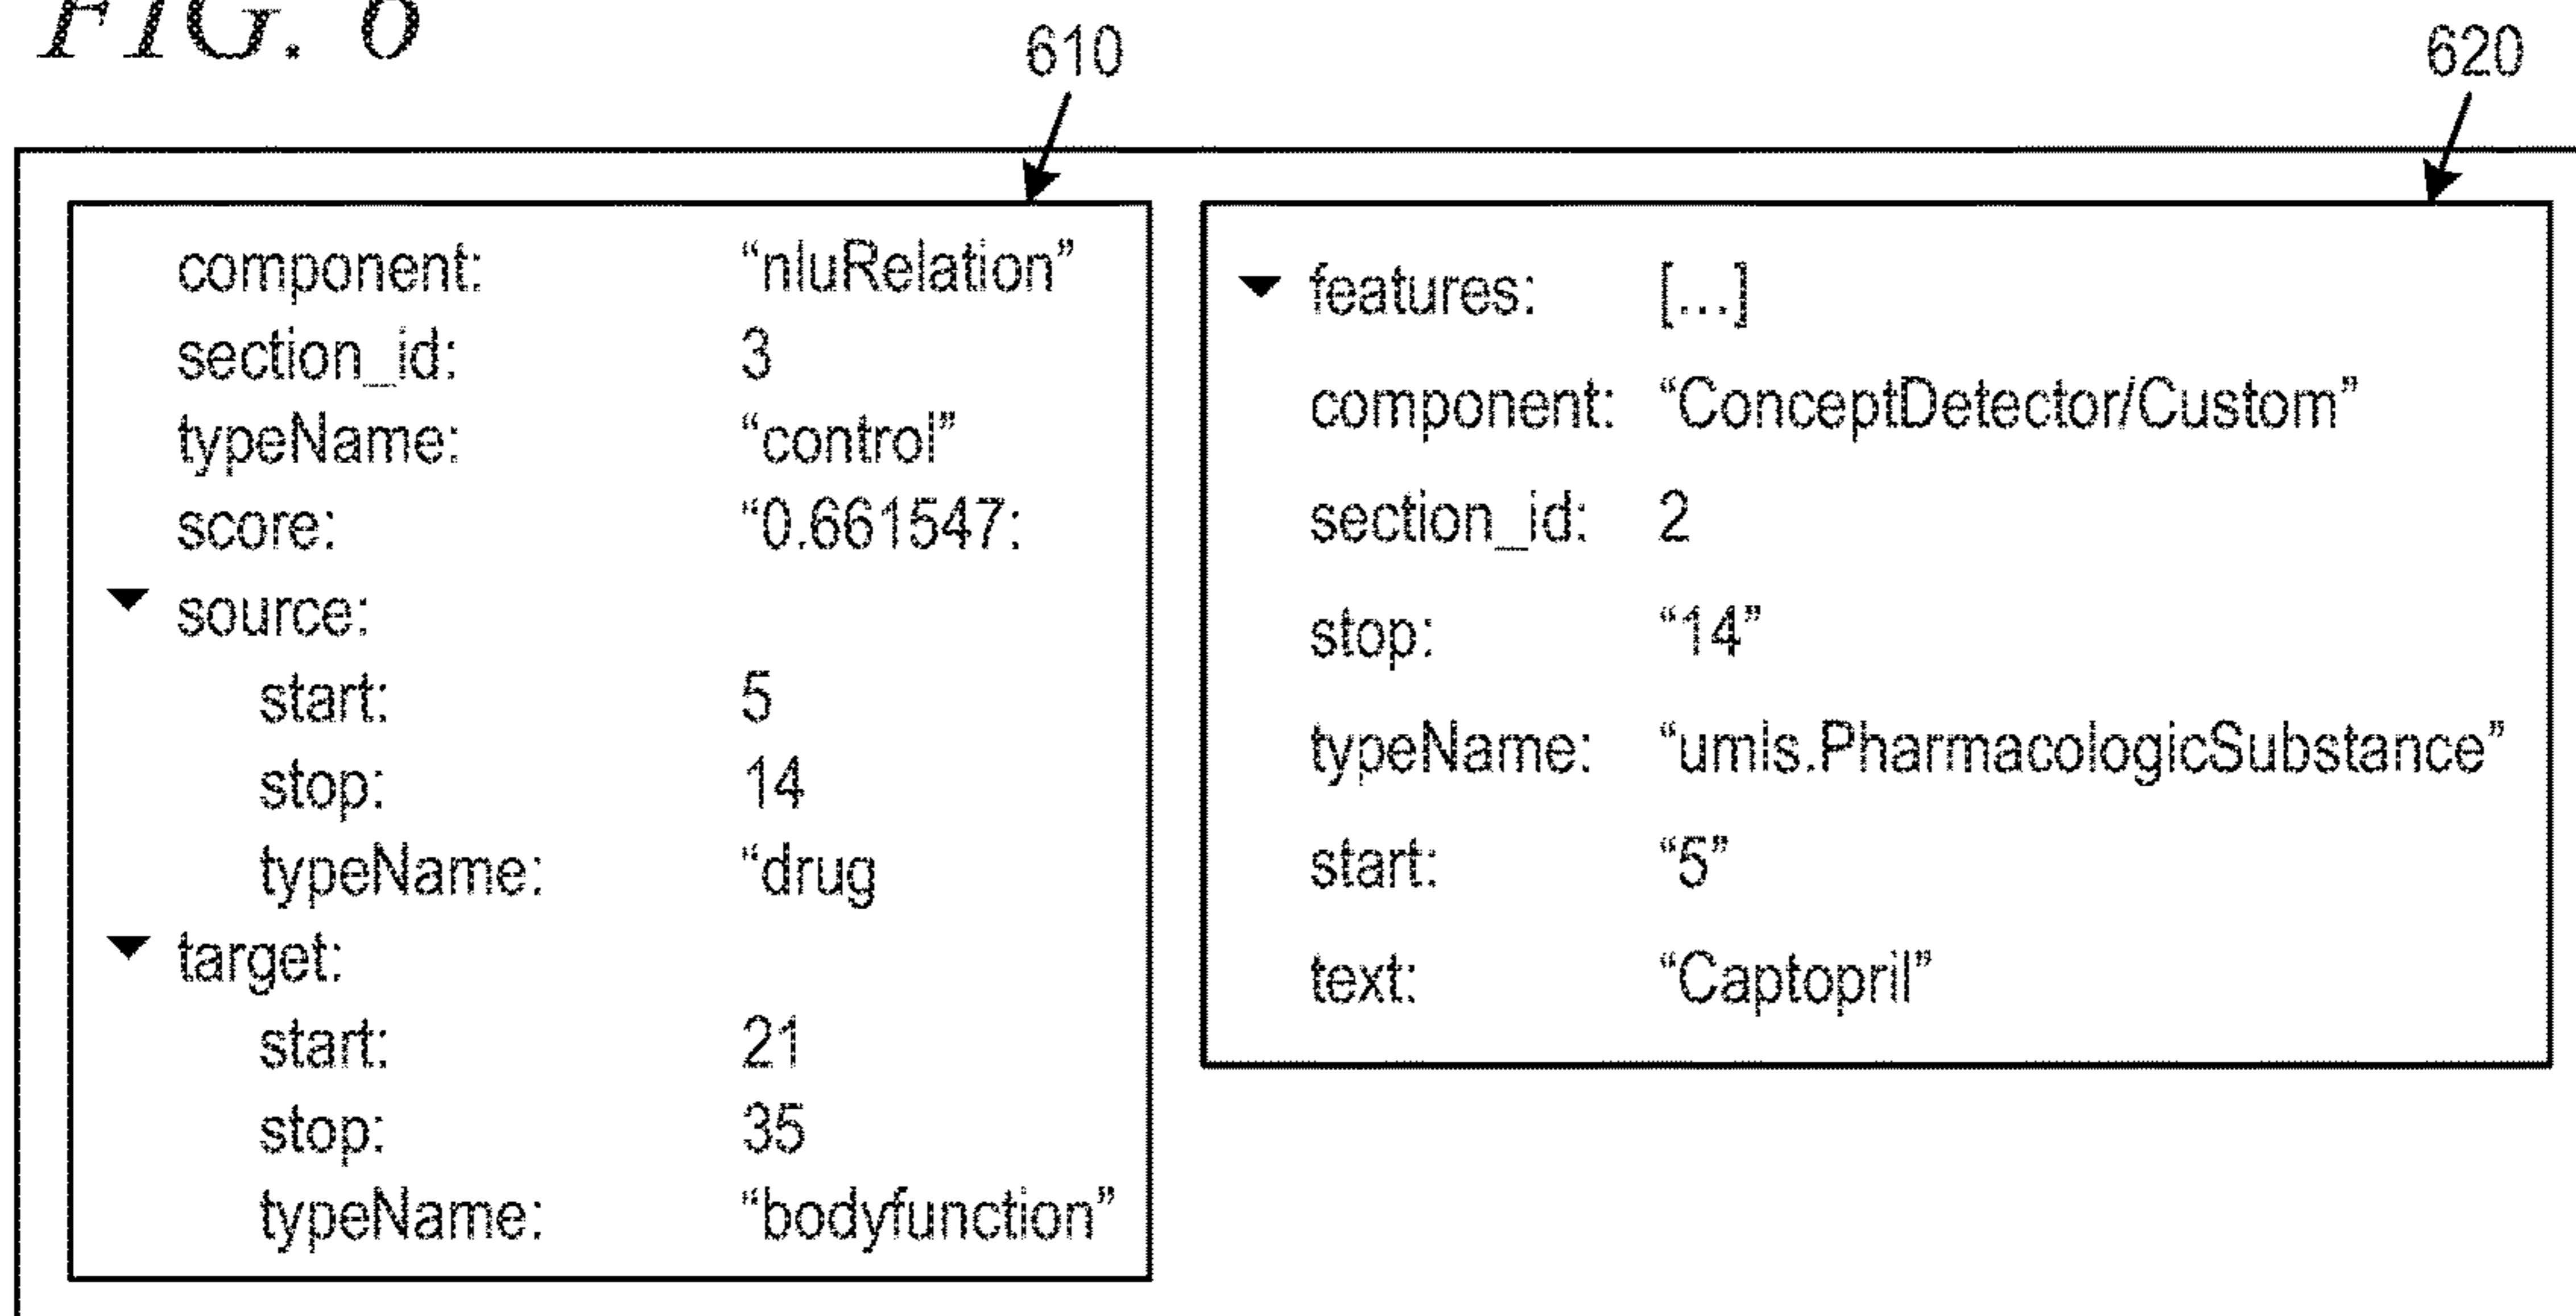 FIG. 6
610
620
component: “nluRelation”
section_id: 3
typeName: “control”
score: “0.661547:
source:
start: 5
stop: 14
typeName: “drug
target:
start: 21
stop: 35
typeName: “bodyfunction”
features: [...]
component: “ConceptDetector/Custom”
section_id: 2
stop: “14”
typeName: “umls.PharmacologicSubstance”
start: “5”
text: “Captopril”